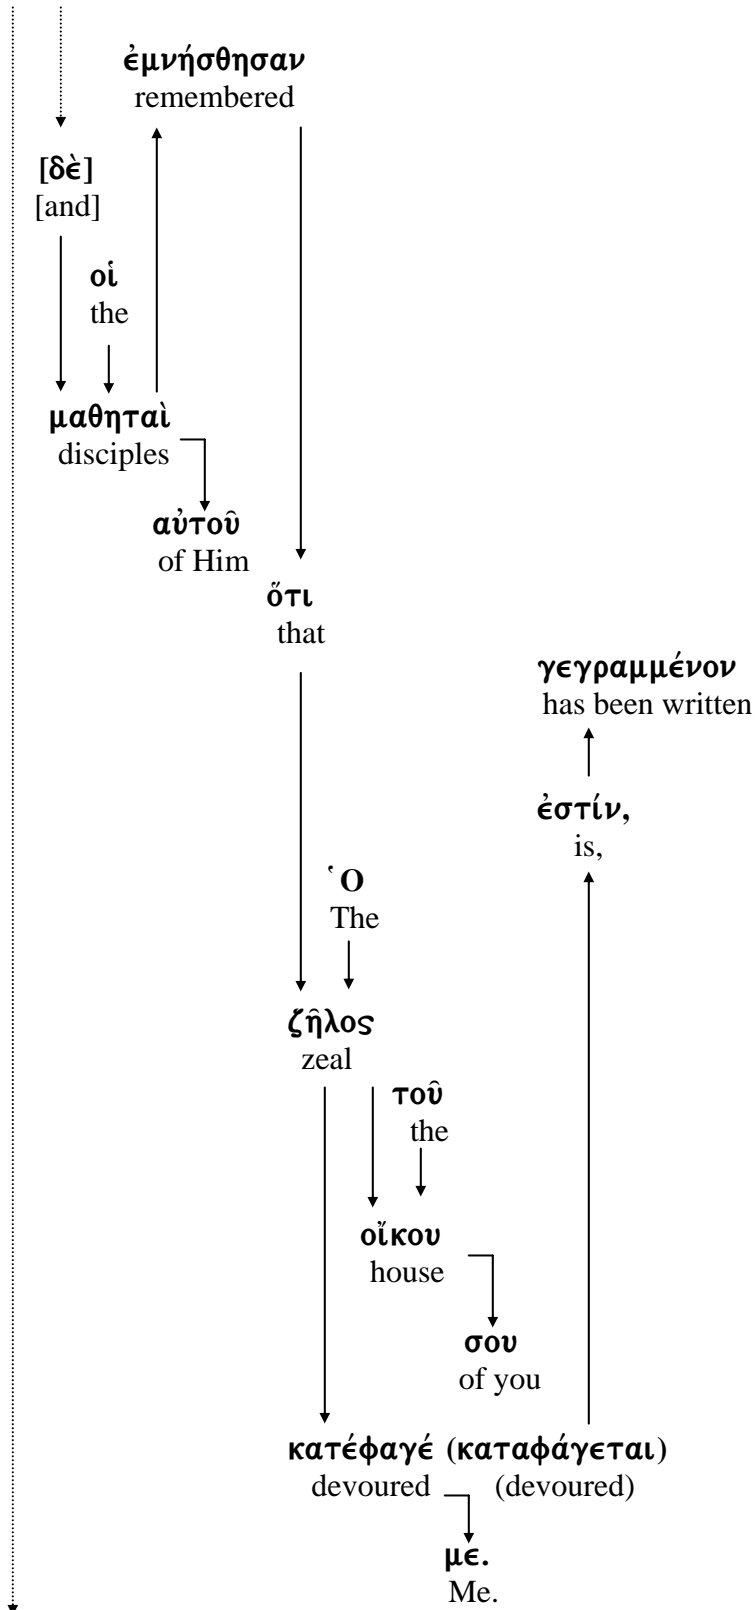 ἐμνήσθησαν
remembered
[δὲ]
[and]
οἱ
the
μαθηταὶ
disciples
αὐτοῦ
of Him
ὅτι
that
γεγραμμένον
has been written
ἐστίν,
is,
Ὁ
The
ζῆλος
zeal
τοῦ
the
οἴκου
house
σου
of you
κατέφαγέ (καταφάγεται)
devoured (devoured)
με.
Me.